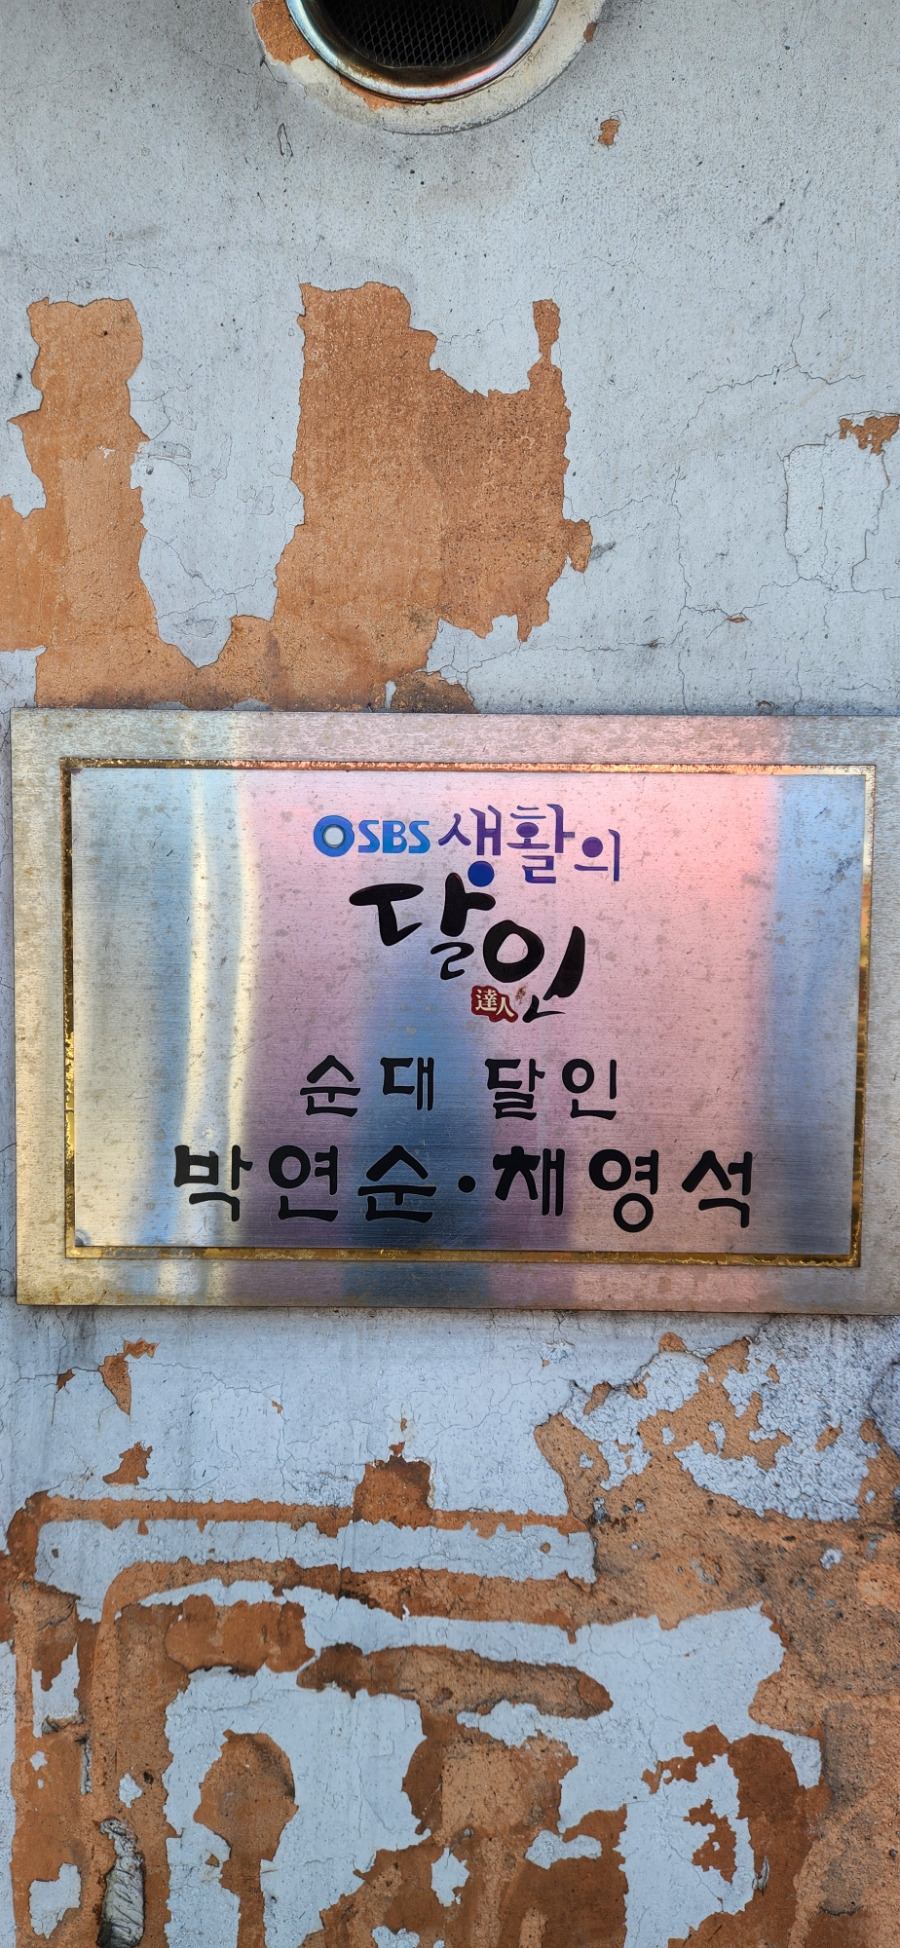 SBS 생활의
달인
達人
순대 달인
박연순·채영석